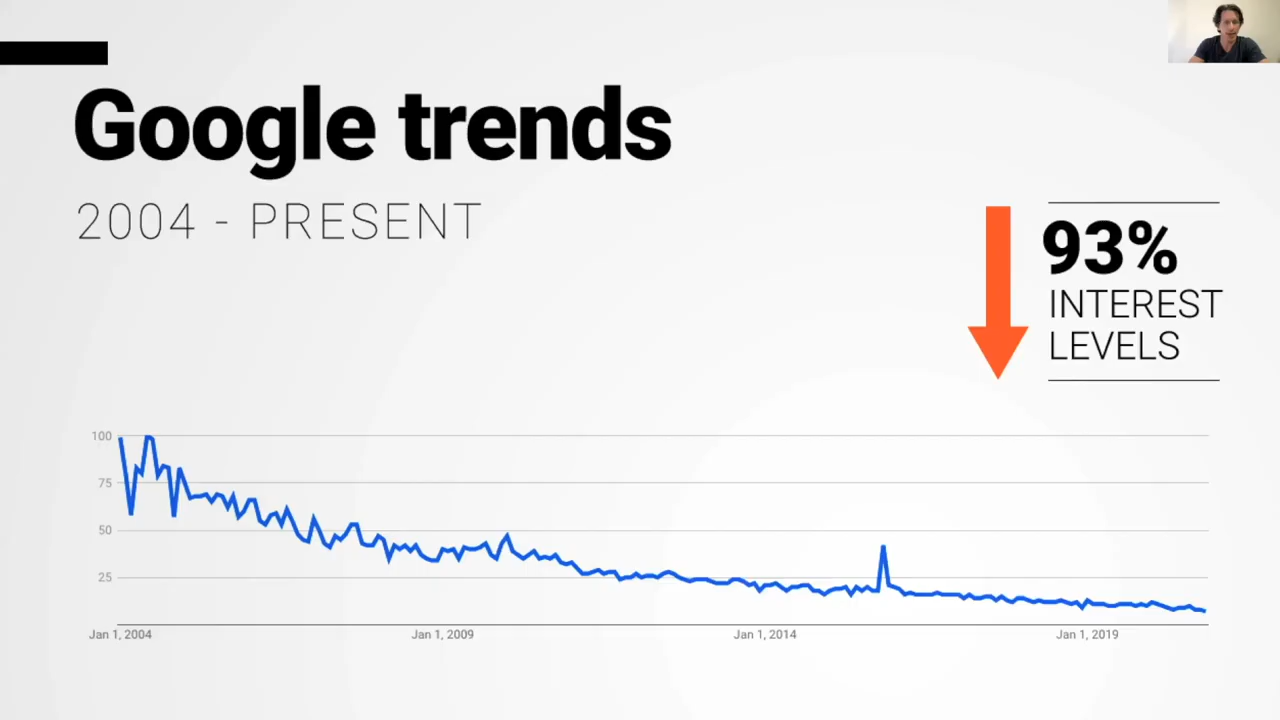 Google trends
2004 - PRESENT
93%
INTEREST
LEVELS
100
75
50
25
Jan 1, 2004
Jan 1, 2009
Jan 1, 2014
Jan 1, 2019